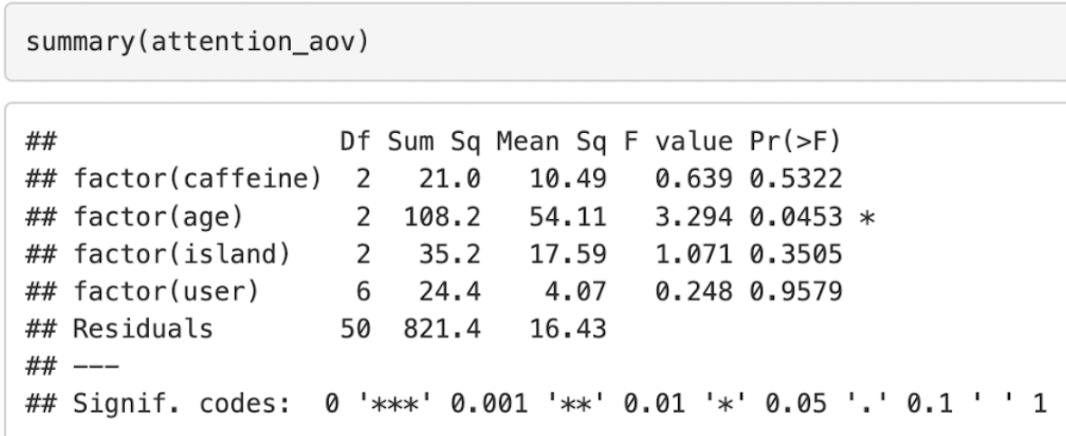 summary(attention_aov)
##                   Df Sum Sq Mean Sq F value Pr(>F)
## factor(caffeine)  2   21.0   10.49   0.639 0.5322
## factor(age)       2  108.2   54.11   3.294 0.0453 *
## factor(island)    2   35.2   17.59   1.071 0.3505
## factor(user)      6   24.4    4.07   0.248 0.9579
## Residuals        50  821.4   16.43
## ---
## Signif. codes:  0 '***' 0.001 '**' 0.01 '*' 0.05 '.' 0.1 ' ' 1